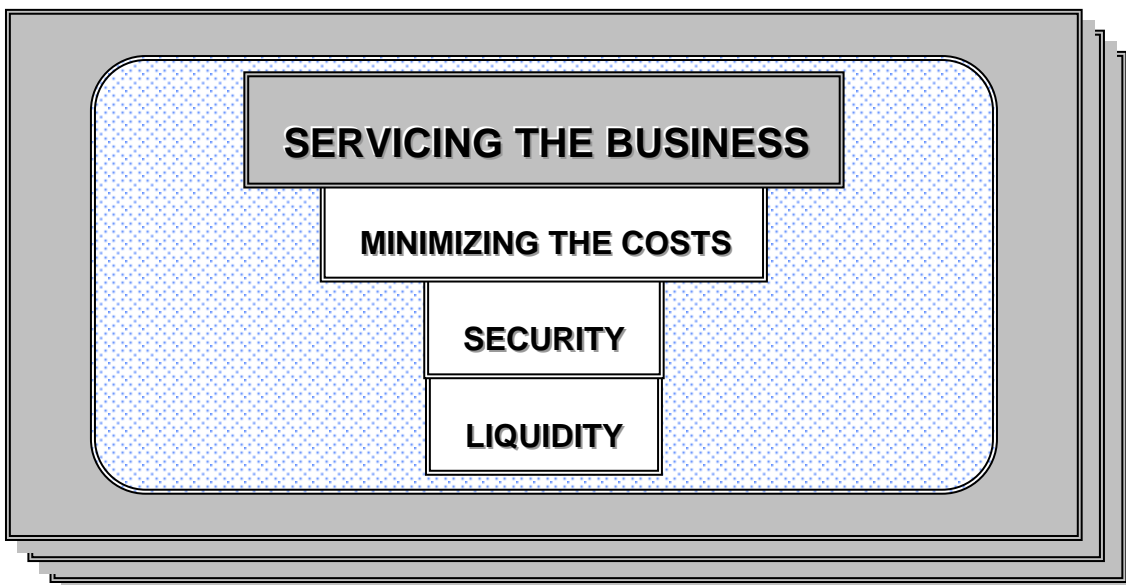 SERVICING THE BUSINESS
MINIMIZING THE COSTS
SECURITY
LIQUIDITY